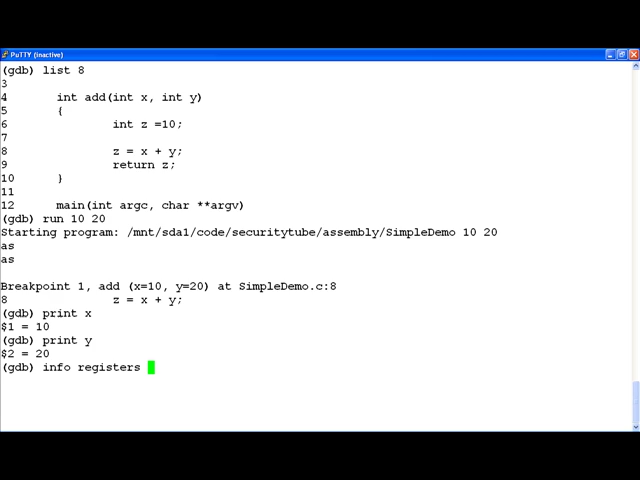 PuTTY (inactive)
(gdb) list 8
3
4       int add(int x, int y)
5       {
6               int z =10;
7
8               z = x + y;
9               return z;
10      }
11
12      main(int argc, char **argv)
(gdb) run 10 20
Starting program: /mnt/sda1/code/securitytube/assembly/SimpleDemo 10 20
as
as
Breakpoint 1, add (x=10, y=20) at SimpleDemo.c:8
8               z = x + y;
(gdb) print x
$1 = 10
(gdb) print y
$2 = 20
(gdb) info registers